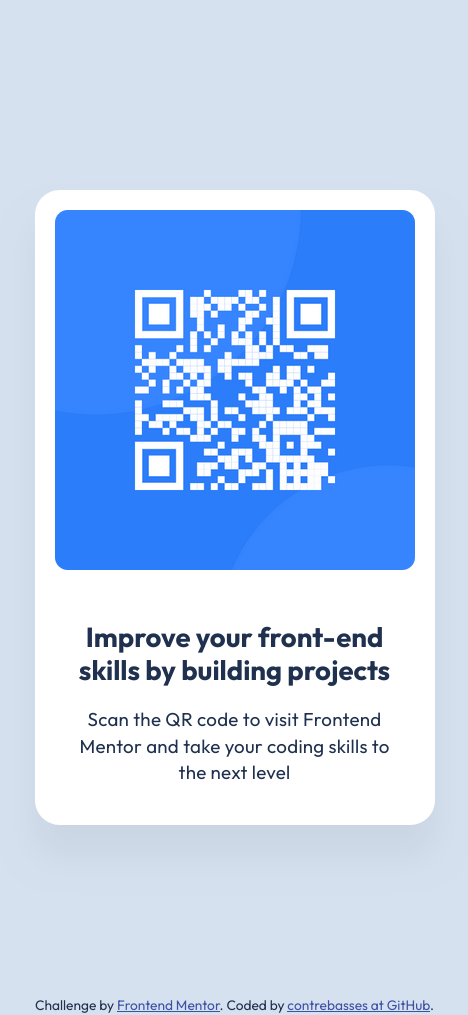 Improve your front-end
skills by building projects
Scan the QR code to visit Frontend
Mentor and take your coding skills to
the next level
Challenge by Frontend Mentor. Coded by contrebasses at GitHub.